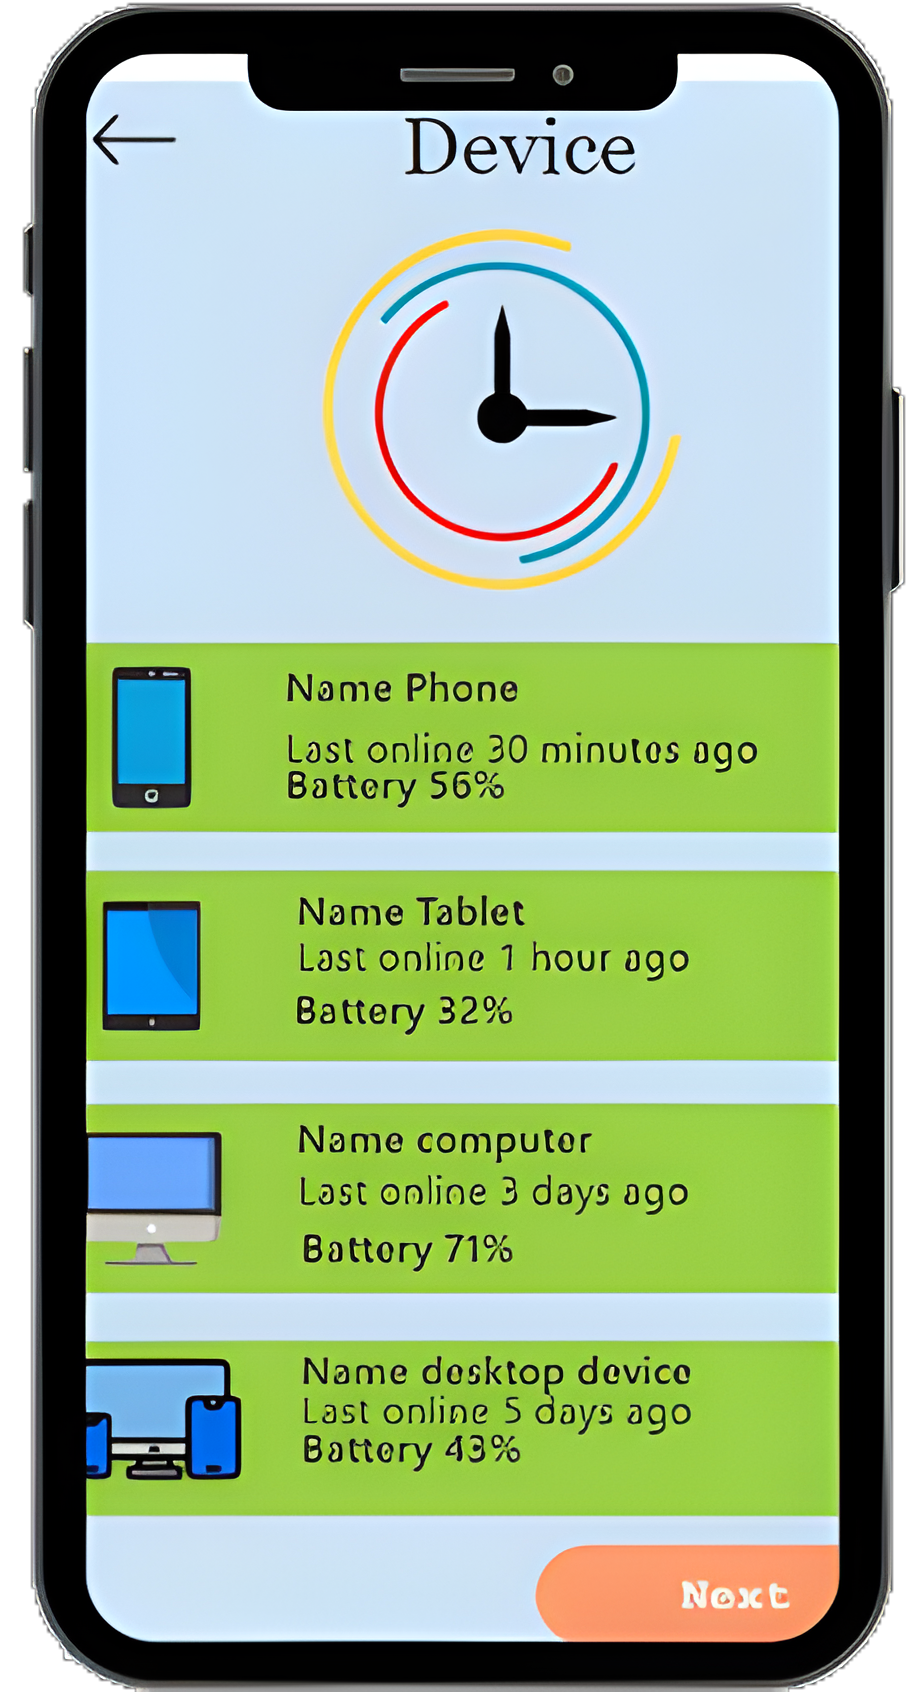 Device
Name Phone
Last online 30 minutes ago
Battery 56%
Name Tablet
Last online 1 hour ago
Battery 32%
Name computer
Last online 3 days ago
Battery 71%
Name desktop device
Last online 5 days ago
Battery 43%
Next